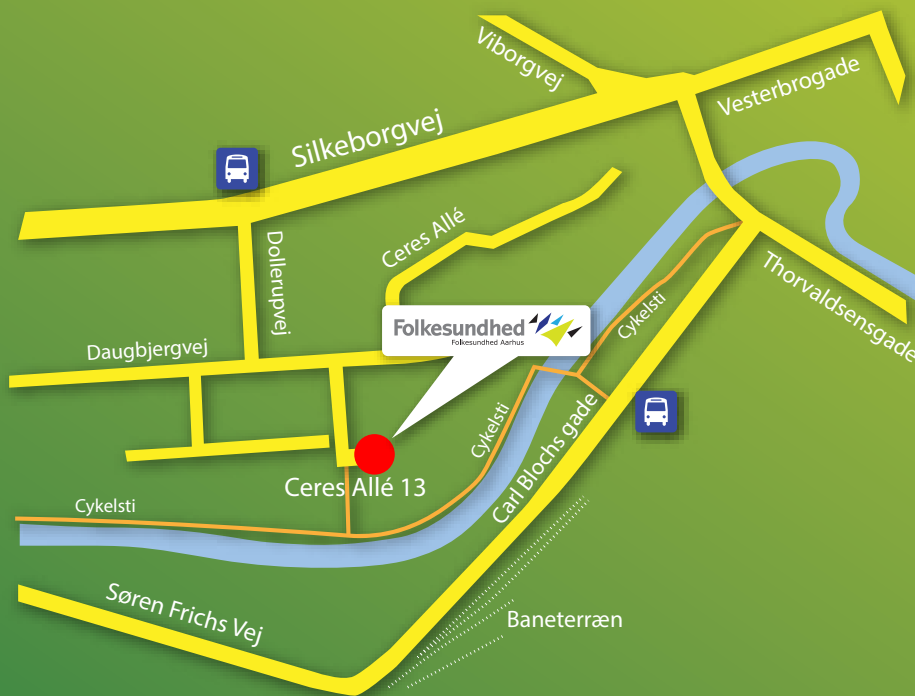 Viborgvej
Vesterbrogade
Silkeborgvej
Ceres Allé
Dollerupvej
Thorvaldsensgade
Cykelsti
Folkesundhed
Folkesundhed Aarhus
Daugbjergvej
Cykelsti
Carl Blochs gade
Ceres Allé 13
Cykelsti
Søren Frichs Vej
Baneterræn